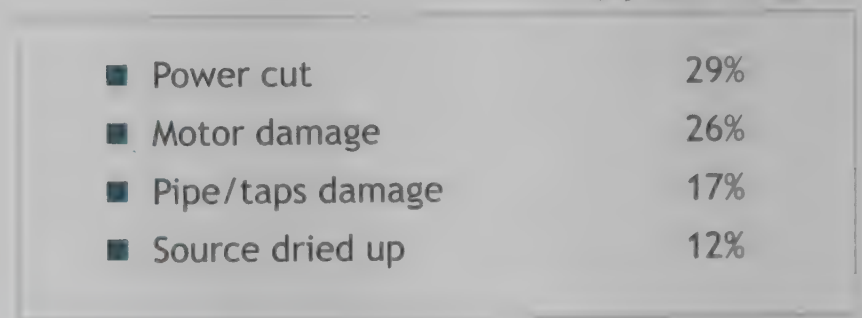 ■ Power cut 29%
■ Motor damage 26%
■ Pipe/taps damage 17%
■ Source dried up 12%